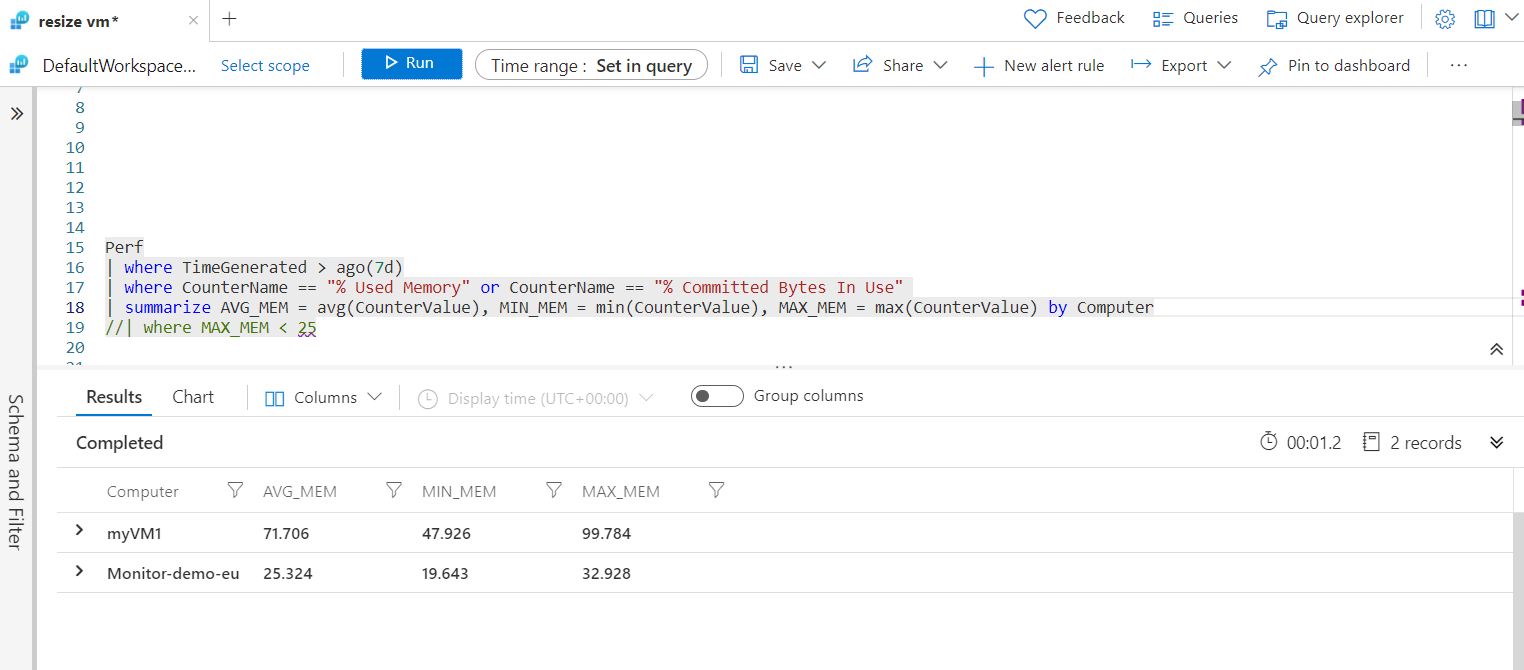 resize vm*
Feedback Queries Query explorer
DefaultWorkspace... Select scope Run Time range : Set in query Save Share New alert rule Export Pin to dashboard ...
7
8
9
10
11
12
13
14
15 Perf
16 | where TimeGenerated > ago(7d)
17 | where CounterName == "% Used Memory" or CounterName == "% Committed Bytes In Use"
18 | summarize AVG_MEM = avg(CounterValue), MIN_MEM = min(CounterValue), MAX_MEM = max(CounterValue) by Computer
19 //| where MAX_MEM < 25
20
21
Schema and Filter
Results Chart Columns Display time (UTC+00:00) Group columns
Completed 00:01.2 2 records
Computer AVG_MEM MIN_MEM MAX_MEM
myVM1 71.706 47.926 99.784
Monitor-demo-eu 25.324 19.643 32.928